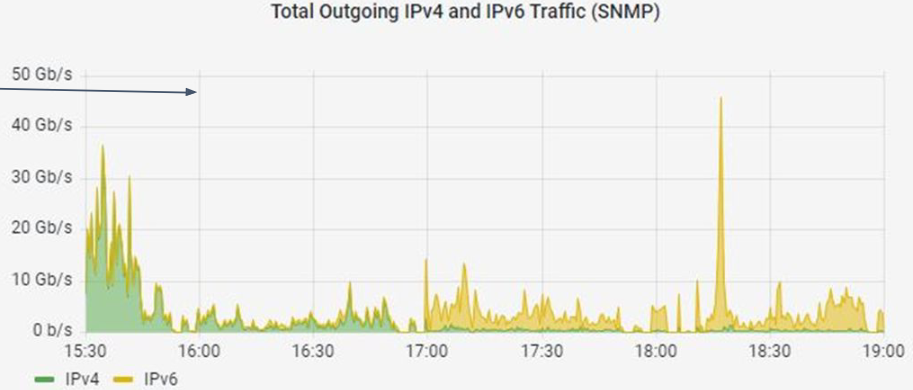 Total Outgoing IPv4 and IPv6 Traffic (SNMP)
50 Gb/s
40 Gb/s
30 Gb/s
20 Gb/s
10 Gb/s
0 b/s
15:30 16:00 16:30 17:00 17:30 18:00 18:30 19:00
IPv4 IPv6